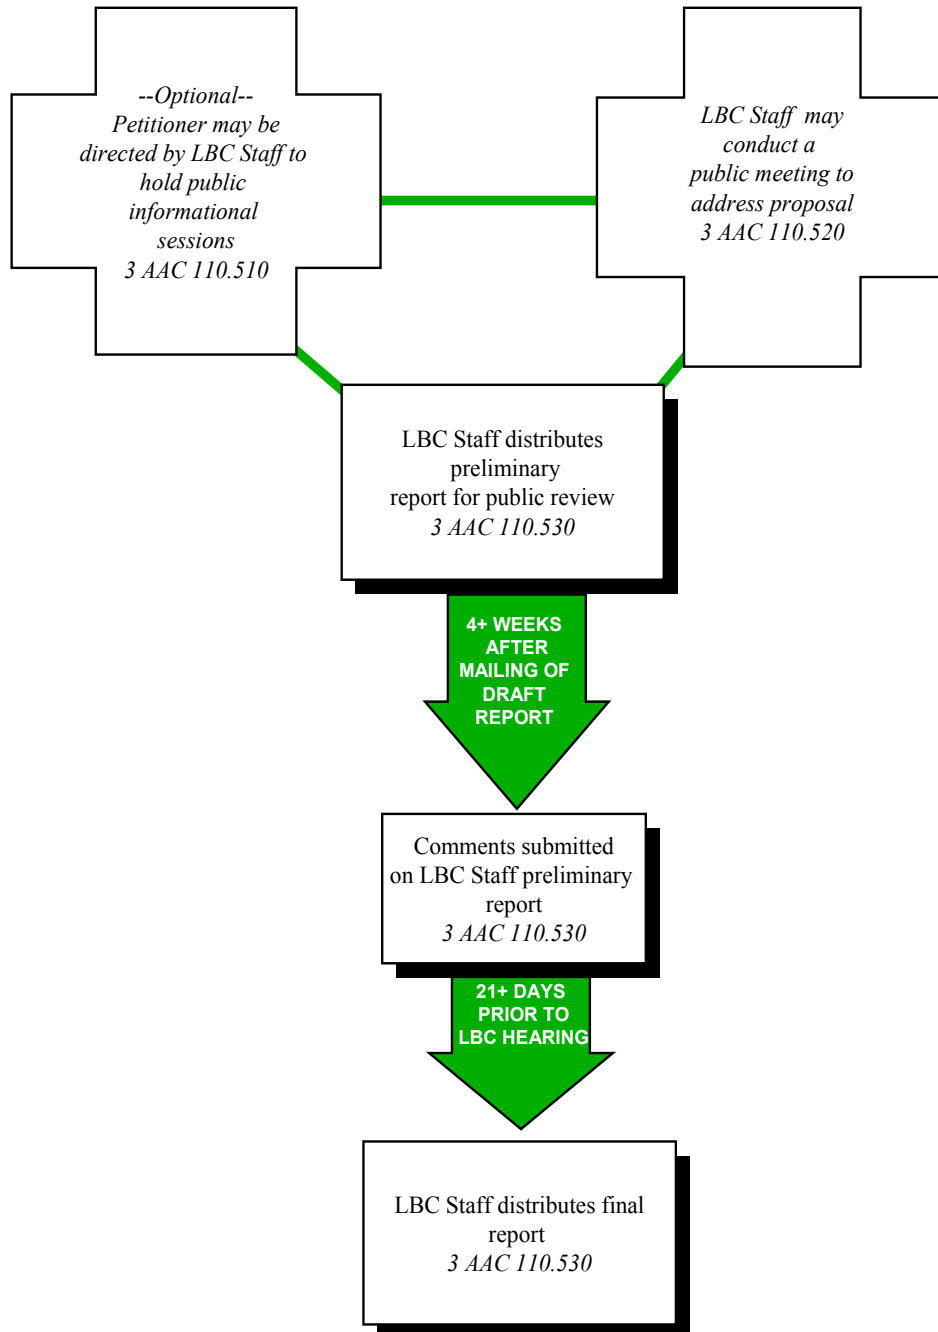 --Optional--
Petitioner may be
directed by LBC Staff to
hold public
informational
sessions
3 AAC 110.510
LBC Staff may
conduct a
public meeting to
address proposal
3 AAC 110.520
LBC Staff distributes
preliminary
report for public review
3 AAC 110.530
4+ WEEKS
AFTER
MAILING OF
DRAFT
REPORT
Comments submitted
on LBC Staff preliminary
report
3 AAC 110.530
21+ DAYS
PRIOR TO
LBC HEARING
LBC Staff distributes final
report
3 AAC 110.530